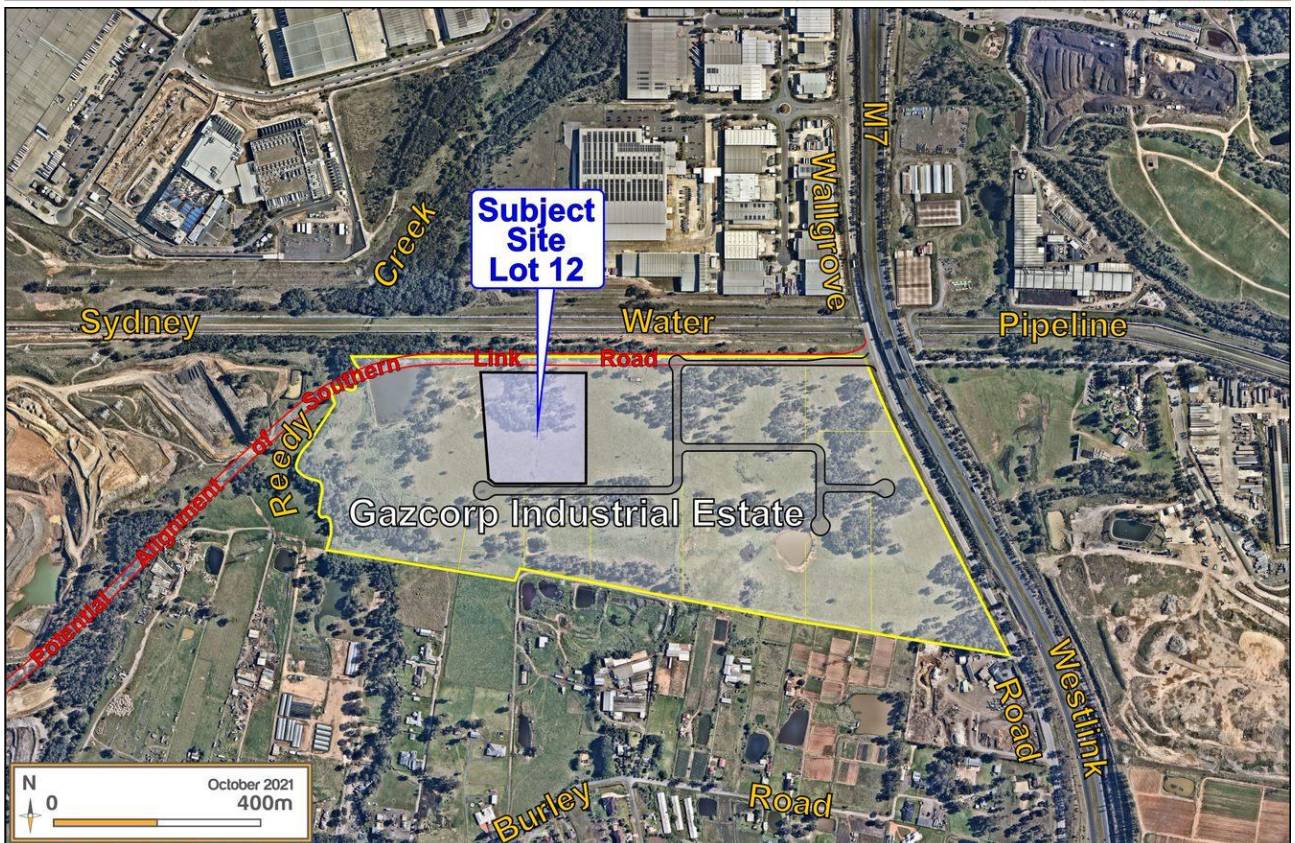 M7
Wallgrove
Creek
Subject
Site
Lot 12
Sydney
Water
Pipeline
Potential Alignment of Southern Link Road
Reedy
Gazcorp Industrial Estate
Westlink
Road
Burley
Road
N
October 2021
0
400m